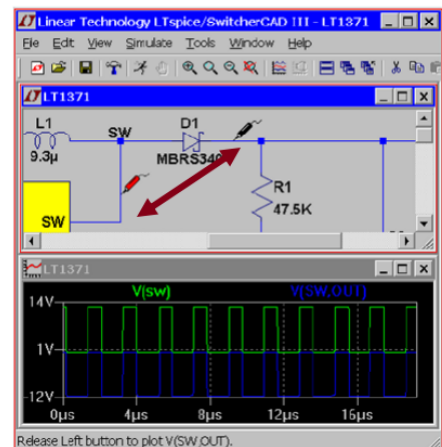 Linear Technology LTspice/SwitcherCAD III - LT1371
File Edit View Simulate Tools Window Help
LT1371
L1
SW
D1
9.3µ
MBRS340
R1
47.5K
SW
LT1371
V(sw) V(SW,OUT)
14V
1V
-12V
0µs 4µs 8µs 12µs 16µs
Release Left button to plot V(SW,OUT).